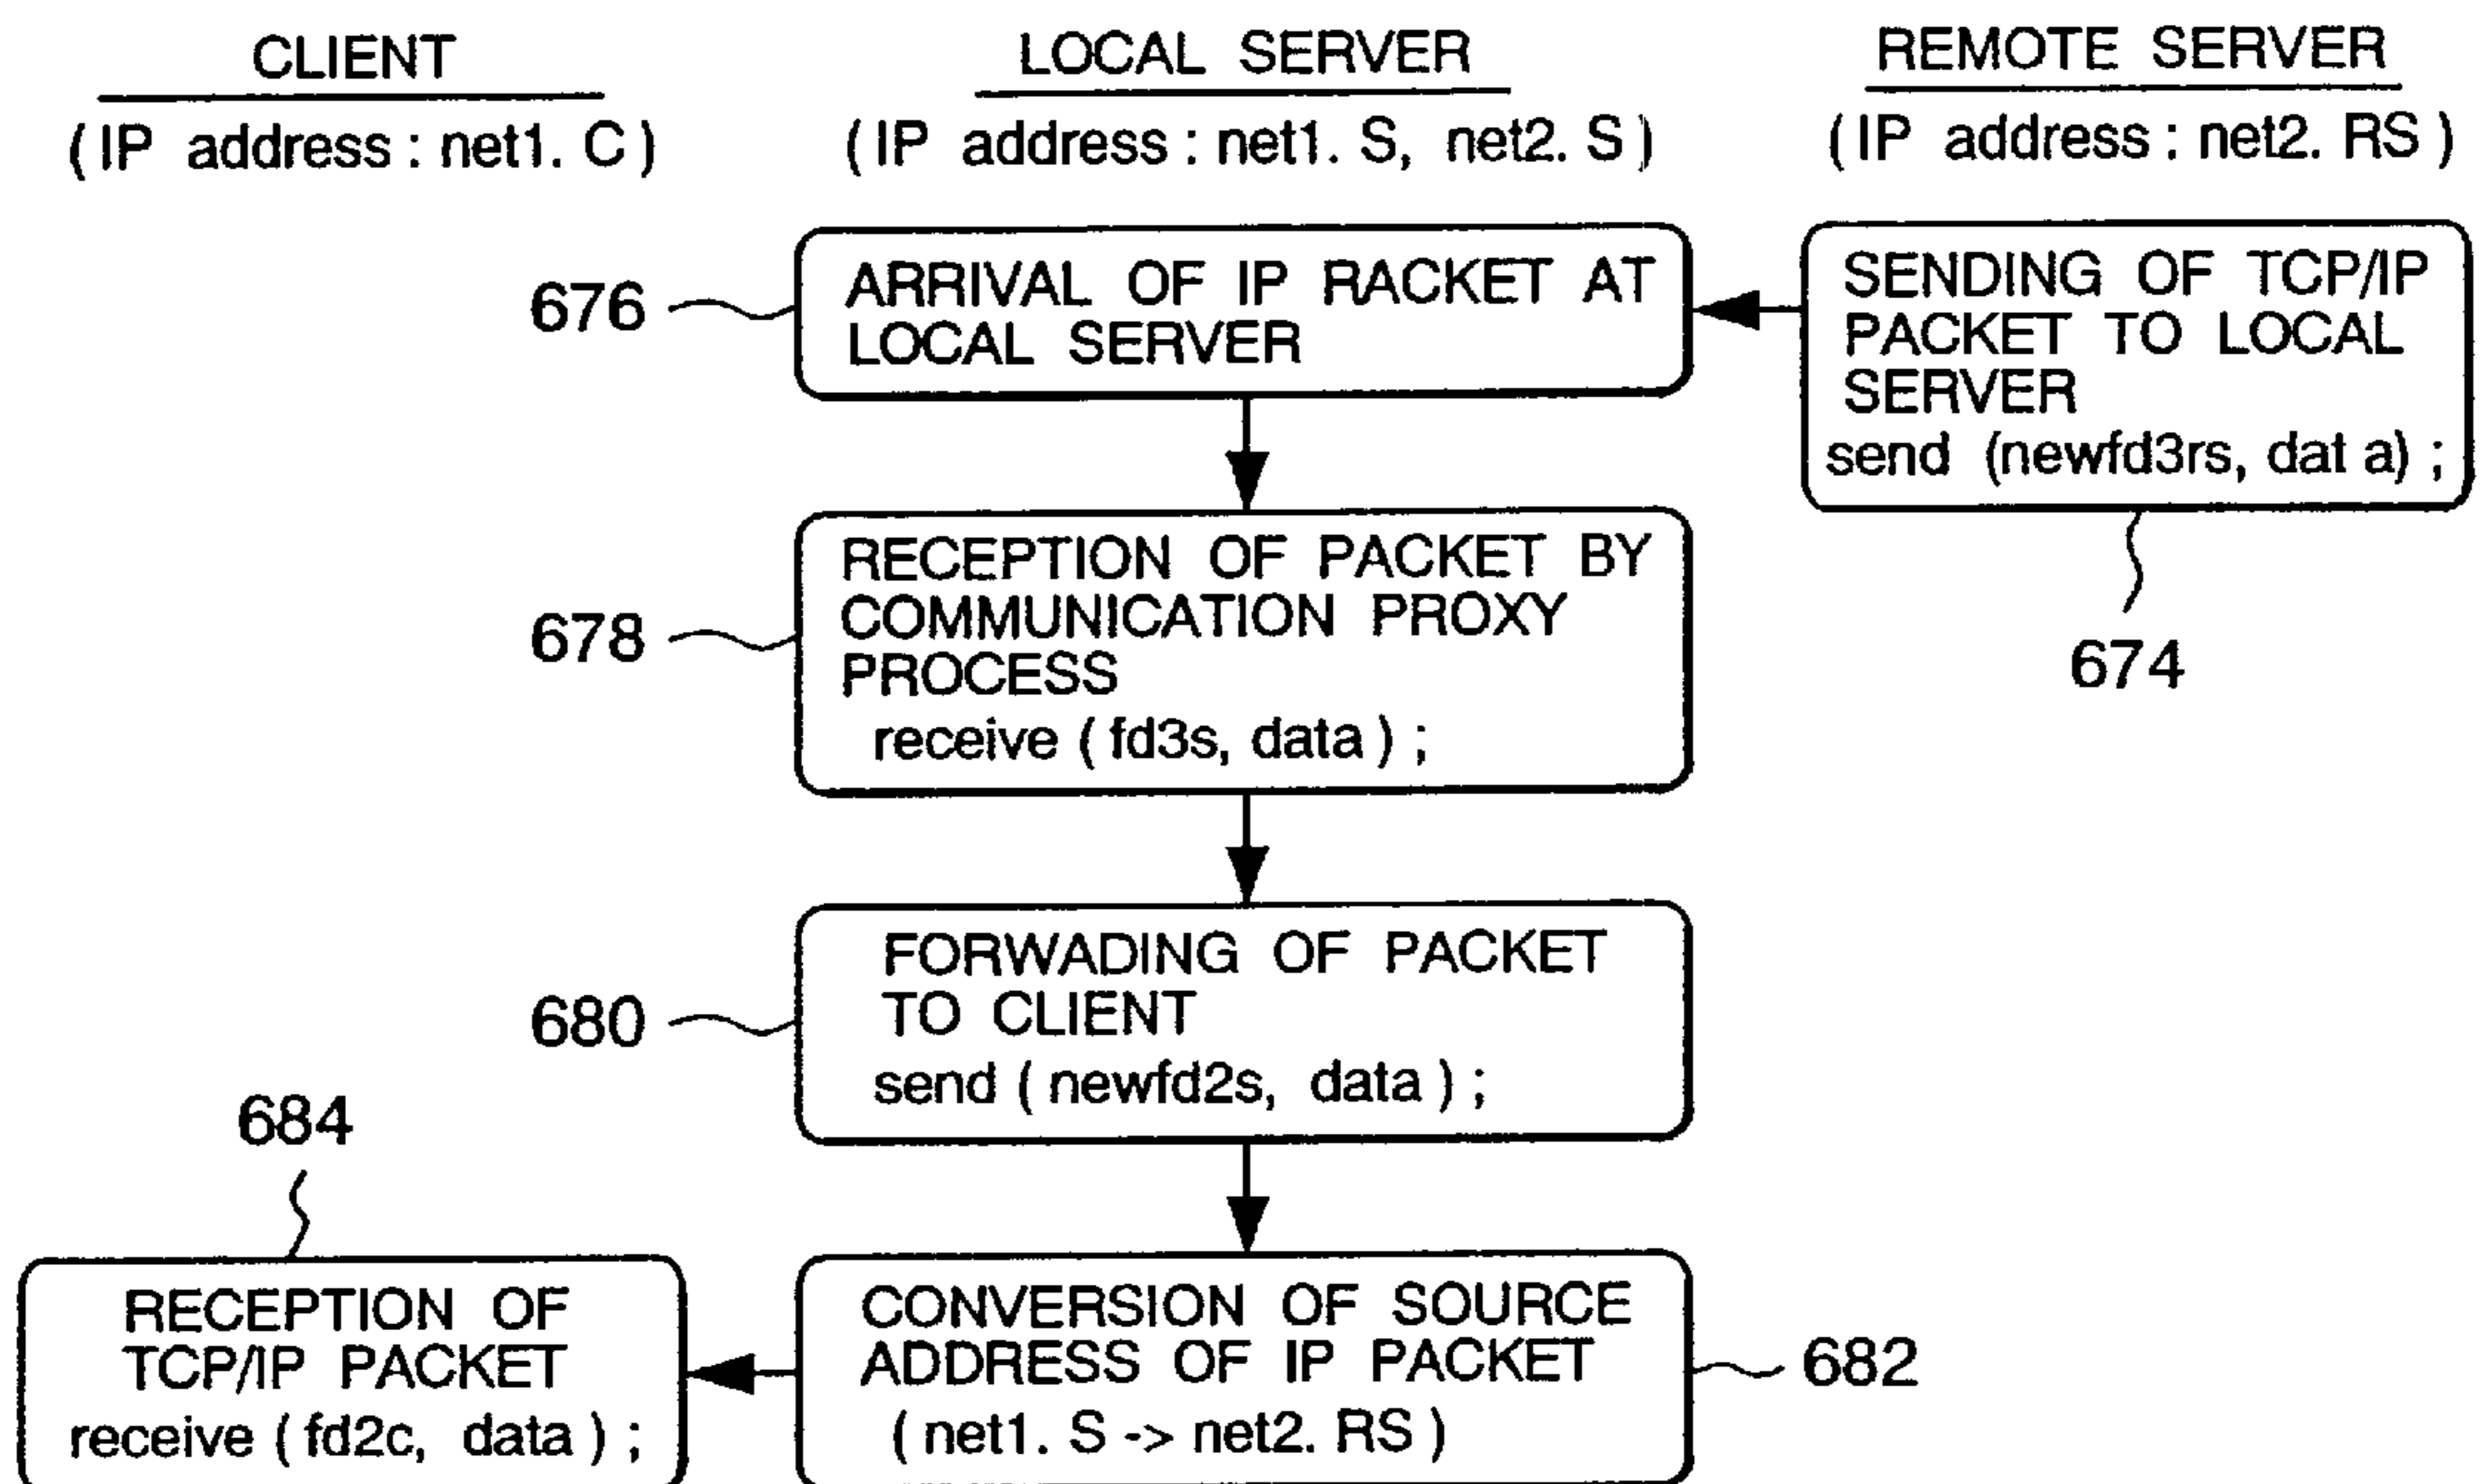 CLIENT
(IP address : net1. C)
LOCAL SERVER
(IP address : net1. S, net2. S)
REMOTE SERVER
(IP address : net2. RS)
676
ARRIVAL OF IP RACKET AT
LOCAL SERVER
SENDING OF TCP/IP
PACKET TO LOCAL
SERVER
send (newfd3rs, dat a) ;
674
678
RECEPTION OF PACKET BY
COMMUNICATION PROXY
PROCESS
receive ( fd3s, data ) ;
680
FORWADING OF PACKET
TO CLIENT
send ( newfd2s, data ) ;
684
RECEPTION OF
TCP/IP PACKET
receive ( fd2c, data ) ;
CONVERSION OF SOURCE
ADDRESS OF IP PACKET
( net1. S -> net2. RS )
682